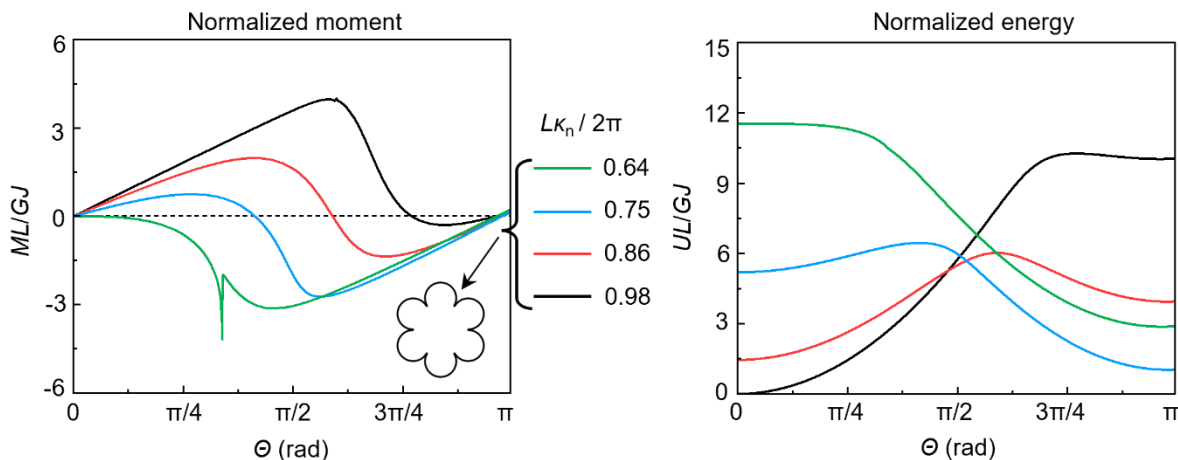 Normalized moment
6
3
0
-3
-6
ML/GJ
0
π/4
π/2
3π/4
π
Θ (rad)
Lκn / 2π
0.64
0.75
0.86
0.98
Normalized energy
15
12
9
6
3
0
UL/GJ
0
π/4
π/2
3π/4
π
Θ (rad)